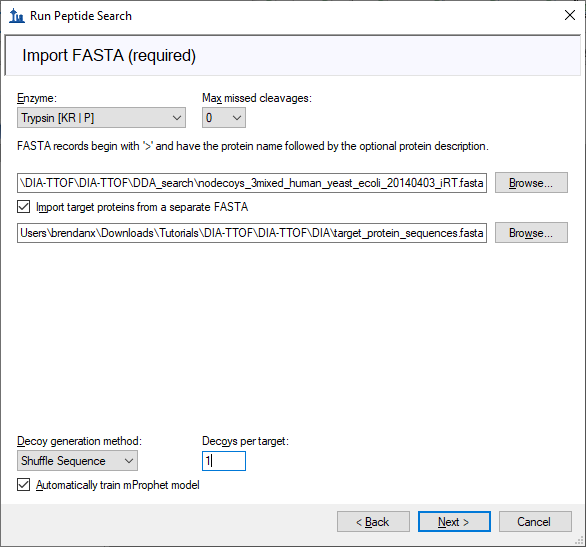 Run Peptide Search
Import FASTA (required)
Enzyme: Max missed cleavages:
Trypsin [KR | P] 0
FASTA records begin with '>' and have the protein name followed by the optional protein description.
\DIA-TTOF\DIA-TTOF\DDA_search\nodecoys_3mixed_human_yeast_ecoli_20140403_iRT.fasta Browse...
Import target proteins from a separate FASTA
Users\brendanx\Downloads\Tutorials\DIA-TTOF\DIA-TTOF\DIA\target_protein_sequences.fasta Browse...
Decoy generation method: Decoys per target:
Shuffle Sequence 1
Automatically train mProphet model
< Back Next > Cancel